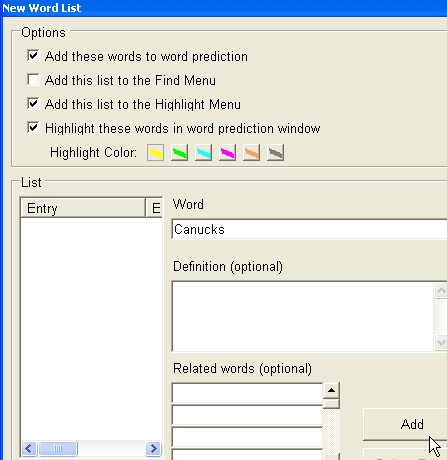 New Word List
Options
Add these words to word prediction
Add this list to the Find Menu
Add this list to the Highlight Menu
Highlight these words in word prediction window
Highlight Color:
List
Entry E
Word
Canucks
Definition (optional)
Related words (optional)
Add